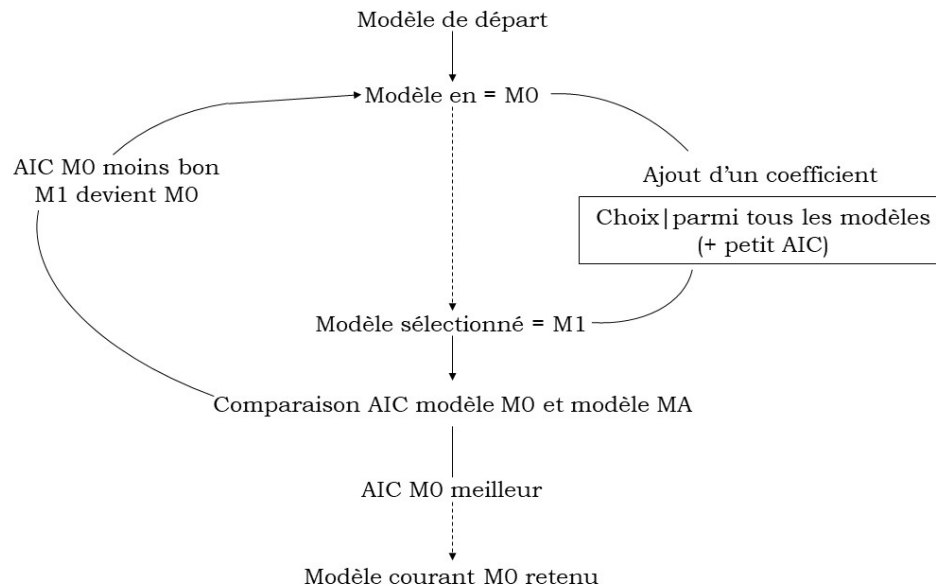 Modèle de départ
Modèle en = M0
AIC M0 moins bon
M1 devient M0
Ajout d'un coefficient
Choix|parmi tous les modèles
(+ petit AIC)
Modèle sélectionné = M1
Comparaison AIC modèle M0 et modèle MA
AIC M0 meilleur
Modèle courant M0 retenu